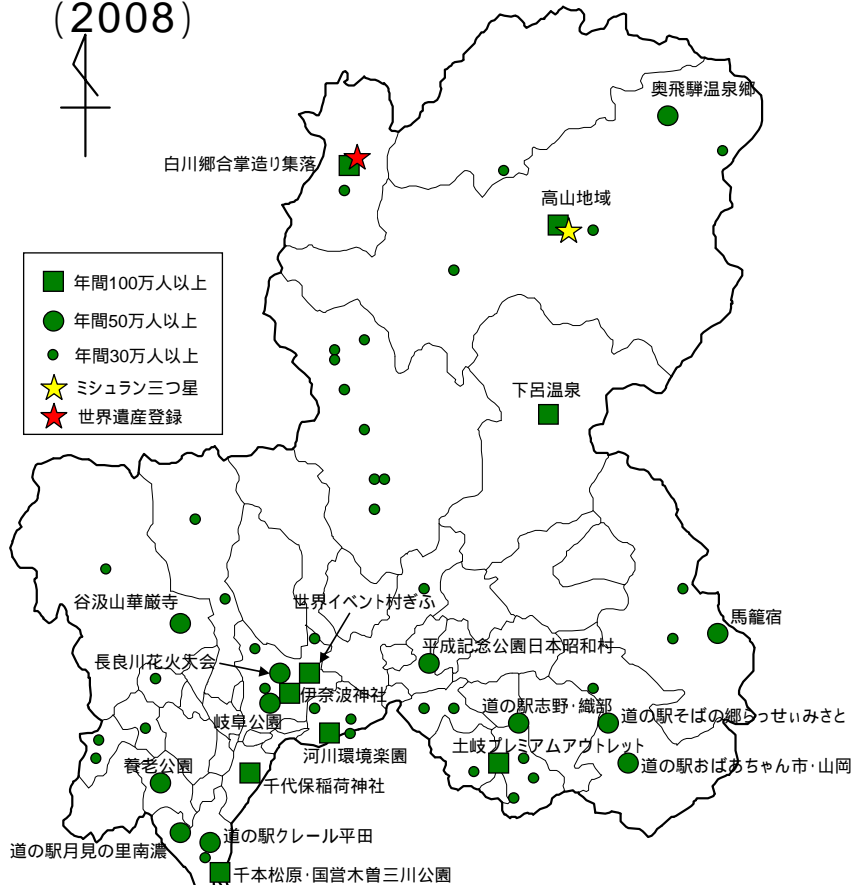 (2008)
奥飛騨温泉郷
白川郷合掌造り集落
高山地域
年間100万人以上
年間50万人以上
年間30万人以上
ミシュラン三つ星
世界遺産登録
下呂温泉
谷汲山華厳寺
世界イベント村ぎふ
馬籠宿
長良川花火大会
平成記念公園日本昭和村
伊奈波神社
岐阜公園
道の駅志野・織部
道の駅そばの郷らっせぃみさと
河川環境楽園
土岐プレミアムアウトレット
養老公園
千代保稲荷神社
道の駅おばあちゃん市・山岡
道の駅クレール平田
道の駅月見の里南濃
千本松原・国営木曽三川公園